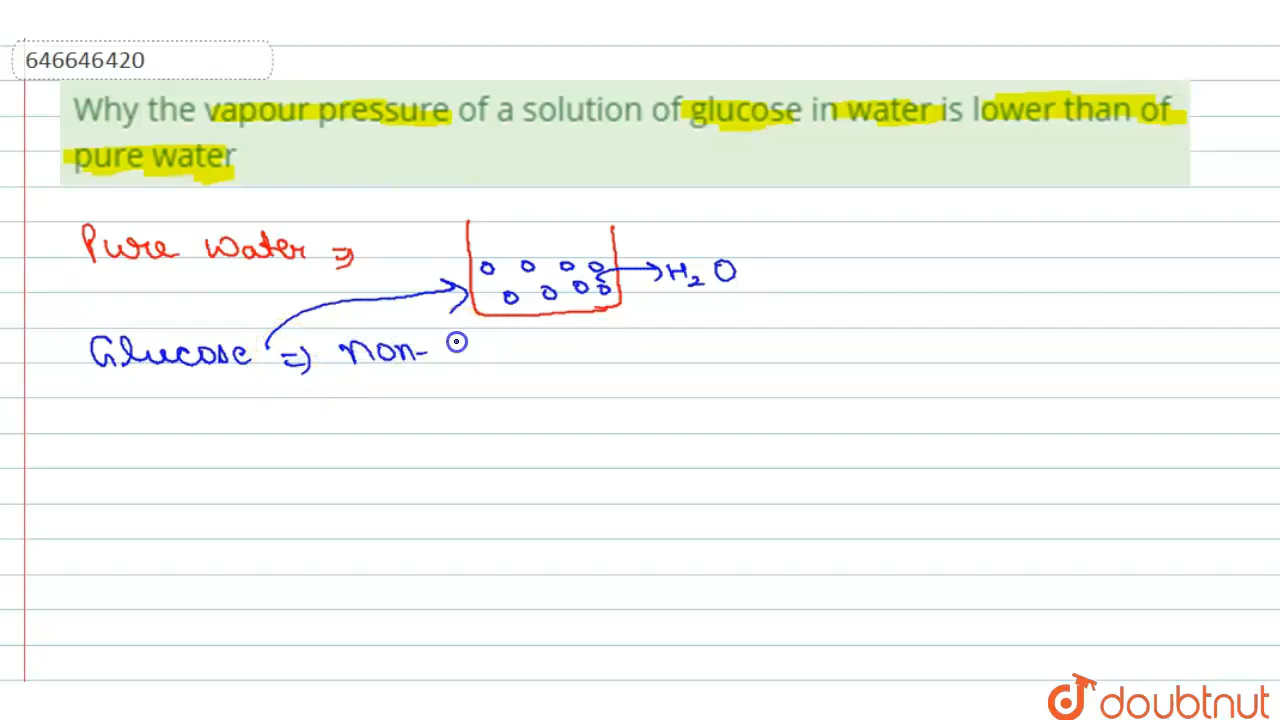 646646420
Why the vapour pressure of a solution of glucose in water is lower than of
pure water
Pure Water ⇒
H₂O
Glucose ⇒ non-
doubtnut